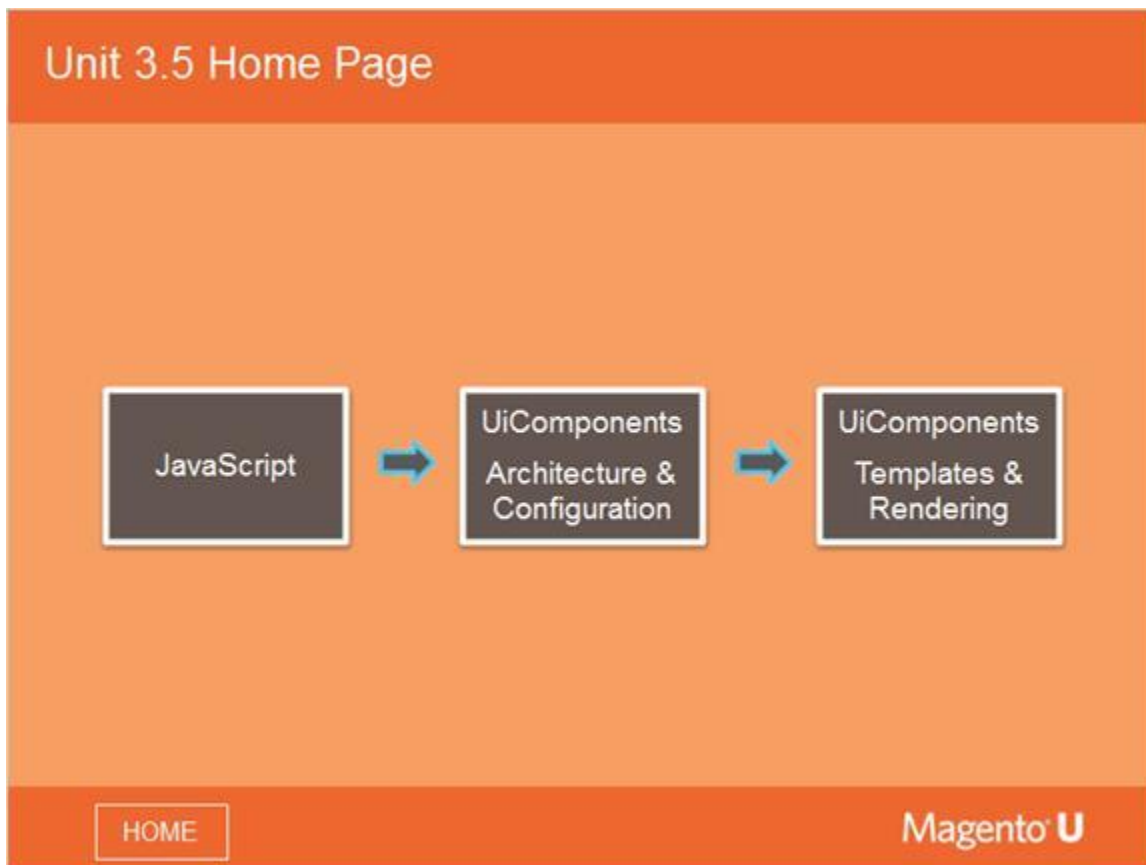 Unit 3.5 Home Page
JavaScript
UiComponents
Architecture &
Configuration
UiComponents
Templates &
Rendering
HOME
Magento U